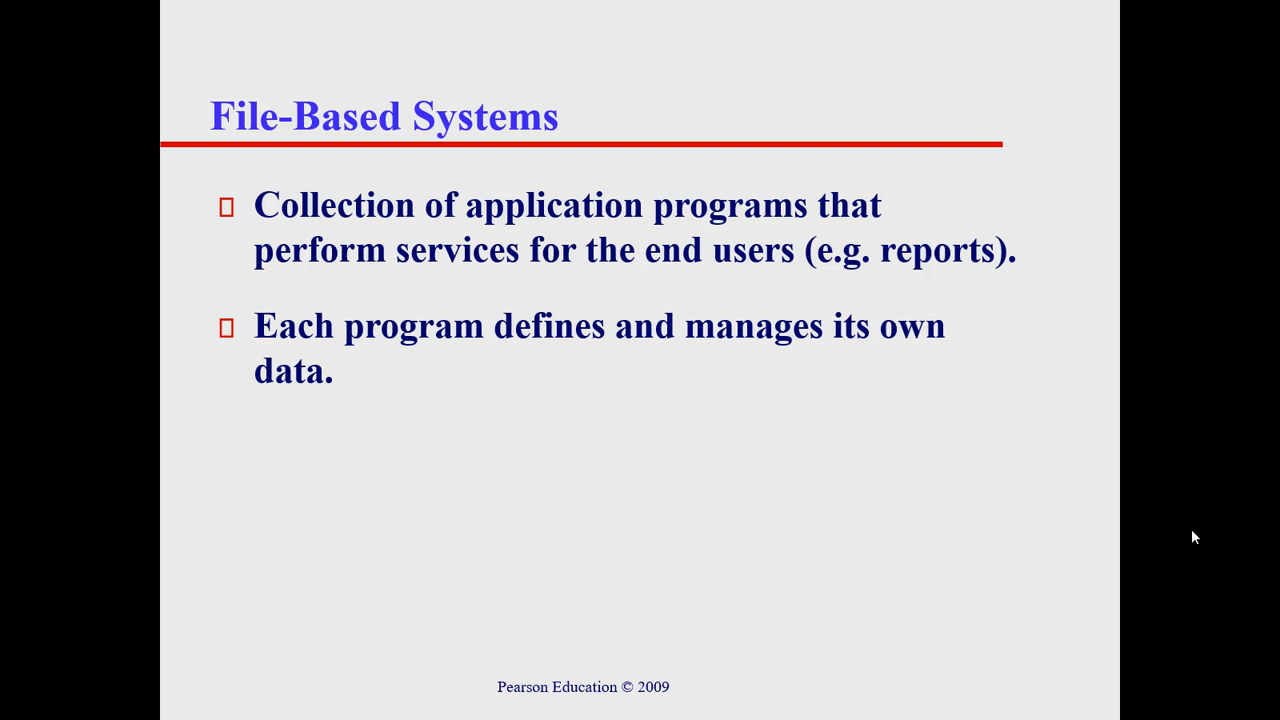 File-Based Systems
Collection of application programs that
perform services for the end users (e.g. reports).
Each program defines and manages its own
data.
Pearson Education © 2009